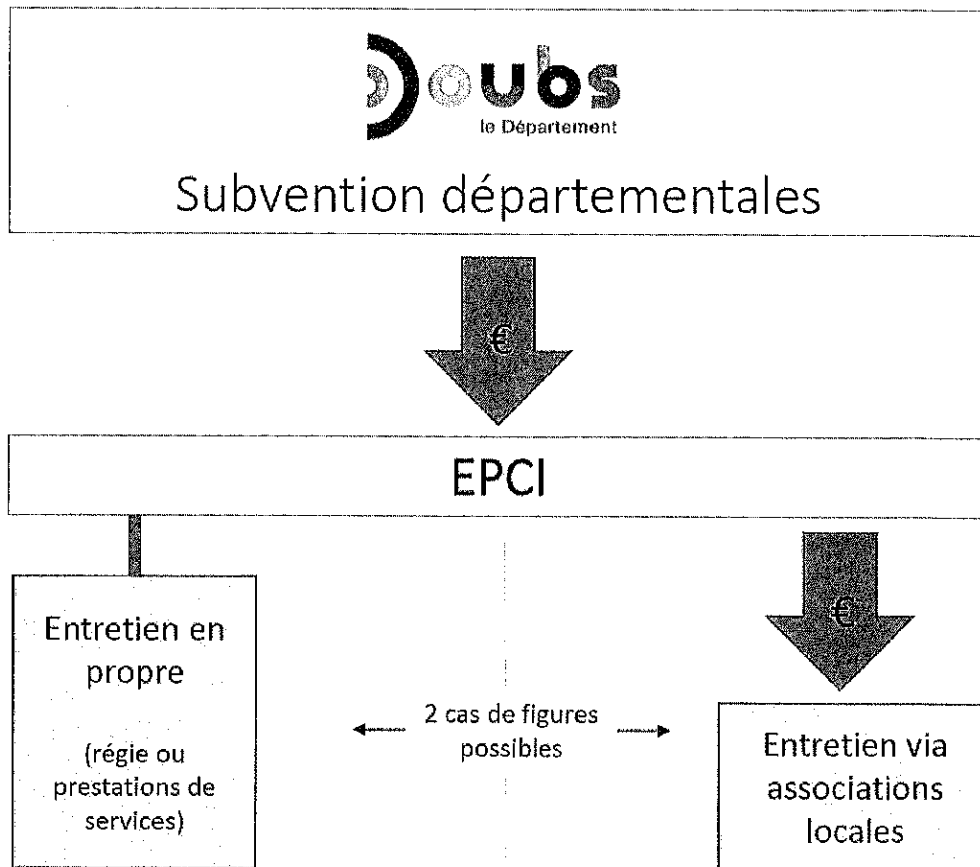 Doubs
le Département
Subvention départementales
€
EPCI
€
Entretien en
propre
(régie ou
prestations de
services)
2 cas de figures
possibles
Entretien via
associations
locales